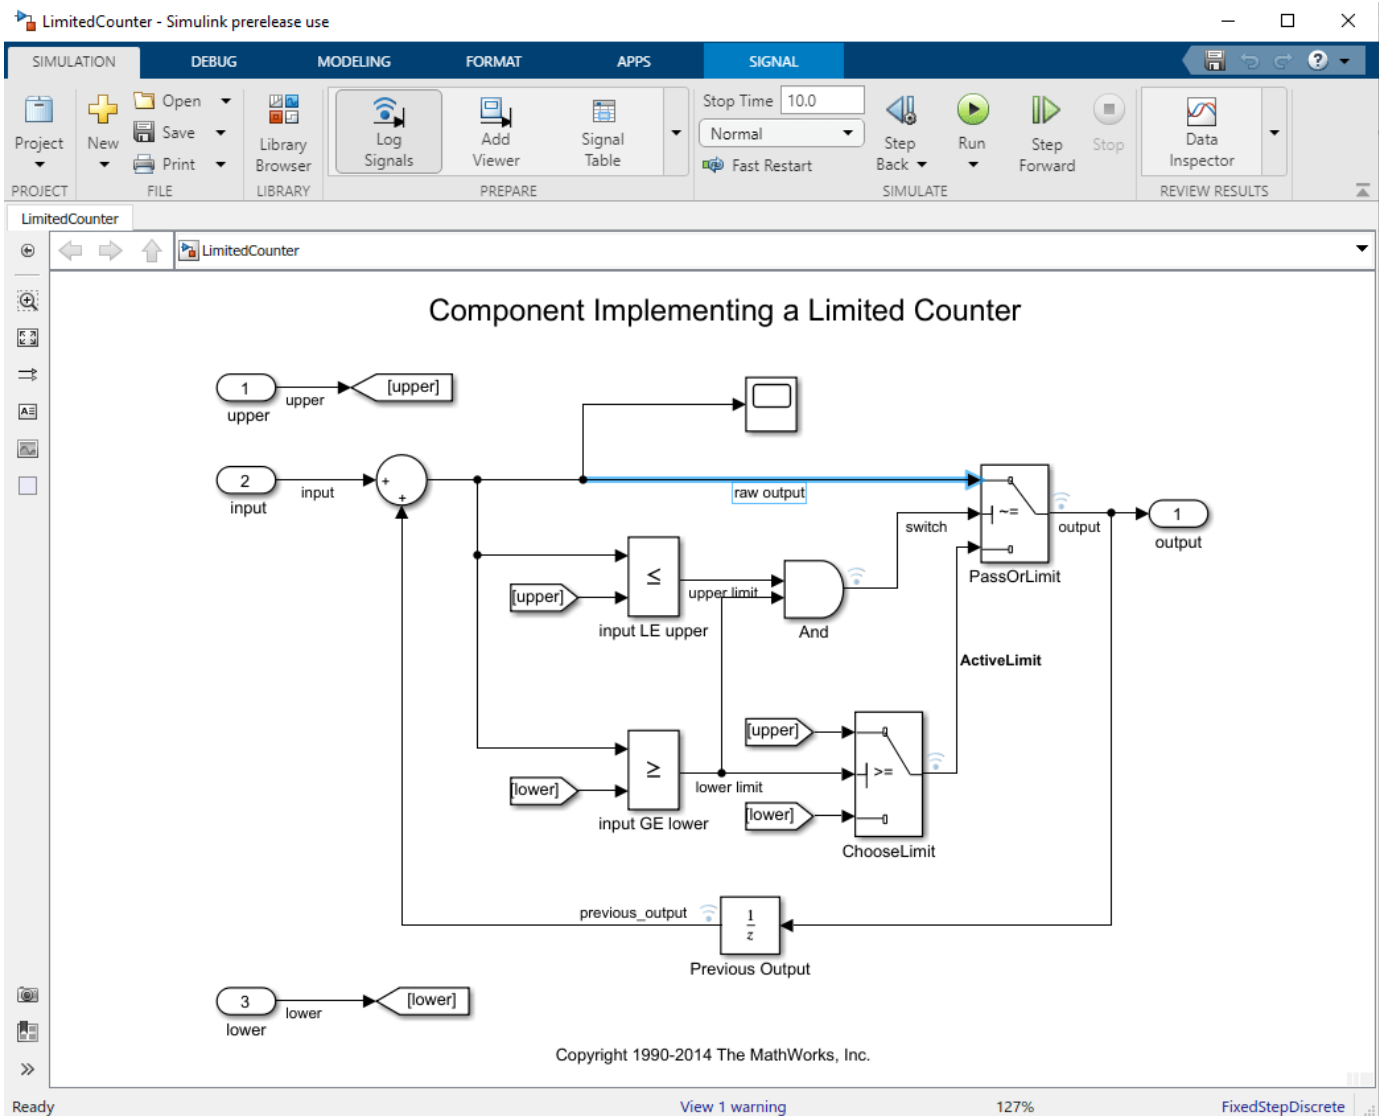 LimitedCounter - Simulink prerelease use
SIMULATION DEBUG MODELING FORMAT APPS SIGNAL
Project
New
Open
Save
Print
Library
Browser
Log
Signals
Add
Viewer
Signal
Table
Stop Time 10.0
Normal
Fast Restart
Step
Back
Run
Step
Forward
Stop
Data
Inspector
PROJECT FILE LIBRARY PREPARE SIMULATE REVIEW RESULTS
LimitedCounter
LimitedCounter
Component Implementing a Limited Counter
1
upper
upper
[upper]
2
input
input
+
+
raw output
~=
PassOrLimit
switch
output
1
output
≤
[upper]
input LE upper
upper limit
And
ActiveLimit
≥
[lower]
input GE lower
lower limit
[upper]
>=
[lower]
ChooseLimit
previous_output
1
z
Previous Output
3
lower
lower
[lower]
Copyright 1990-2014 The MathWorks, Inc.
Ready View 1 warning 127% FixedStepDiscrete